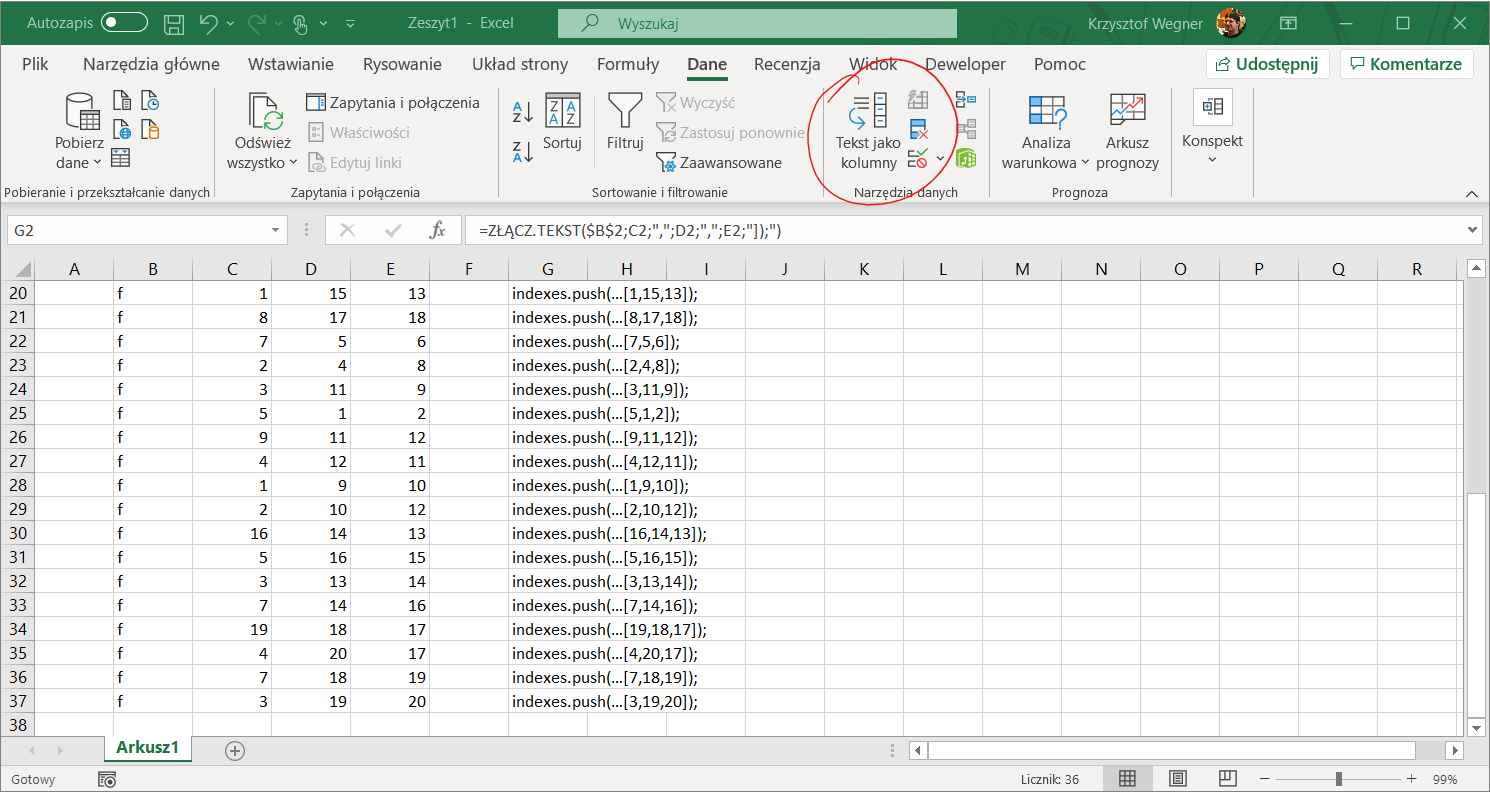 Autozapis Zeszyt1 - Excel Wyszukaj Krzysztof Wegner
Plik Narzędzia główne Wstawianie Rysowanie Układ strony Formuły Dane Recenzja Widok Deweloper Pomoc Udostępnij Komentarze
Pobierz
dane
Pobieranie i przekształcanie danych
Odśwież
wszystko
Zapytania i połączenia
Właściwości
Edytuj linki
Zapytania i połączenia
Sortuj
Filtruj
Wyczyść
Zastosuj ponownie
Zaawansowane
Sortowanie i filtrowanie
Tekst jako
kolumny
Narzędzia danych
Analiza
warunkowa
Arkusz
prognozy
Prognoza
Konspekt
G2 fx =ZŁĄCZ.TEKST($B$2;C2;",";D2;",";E2;"]);")
A B C D E F G H I J K L M N O P Q R
20 f 1 15 13 indexes.push(...[1,15,13]);
21 f 8 17 18 indexes.push(...[8,17,18]);
22 f 7 5 6 indexes.push(...[7,5,6]);
23 f 2 4 8 indexes.push(...[2,4,8]);
24 f 3 11 9 indexes.push(...[3,11,9]);
25 f 5 1 2 indexes.push(...[5,1,2]);
26 f 9 11 12 indexes.push(...[9,11,12]);
27 f 4 12 11 indexes.push(...[4,12,11]);
28 f 1 9 10 indexes.push(...[1,9,10]);
29 f 2 10 12 indexes.push(...[2,10,12]);
30 f 16 14 13 indexes.push(...[16,14,13]);
31 f 5 16 15 indexes.push(...[5,16,15]);
32 f 3 13 14 indexes.push(...[3,13,14]);
33 f 7 14 16 indexes.push(...[7,14,16]);
34 f 19 18 17 indexes.push(...[19,18,17]);
35 f 4 20 17 indexes.push(...[4,20,17]);
36 f 7 18 19 indexes.push(...[7,18,19]);
37 f 3 19 20 indexes.push(...[3,19,20]);
38
Arkusz1
Gotowy Licznik: 36 99%